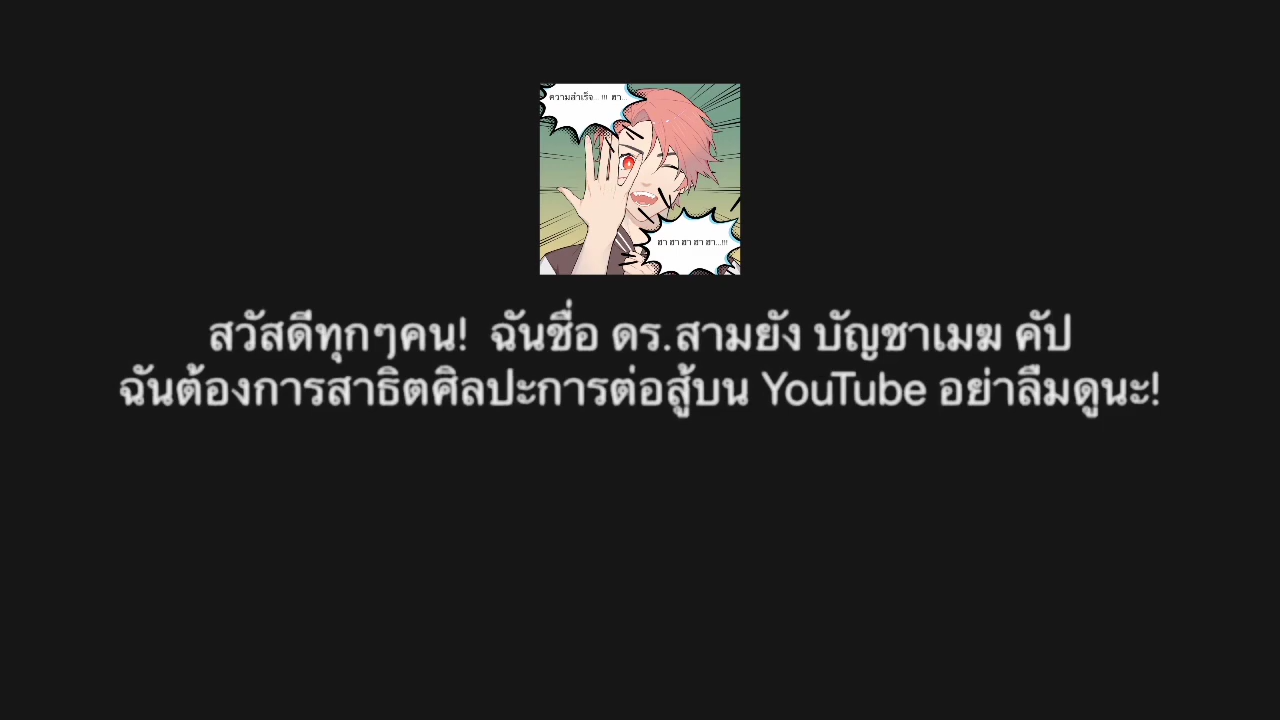 ความสำเร็จ... !!! ฮา...
ฮา ฮา ฮา ฮา ฮา...!!!
สวัสดีทุกๆคน! ฉันชื่อ ดร.สามยัง บัญชาเมฆ คัป
ฉันต้องการสาธิตศิลปะการต่อสู้บน YouTube อย่าลืมดูนะ!